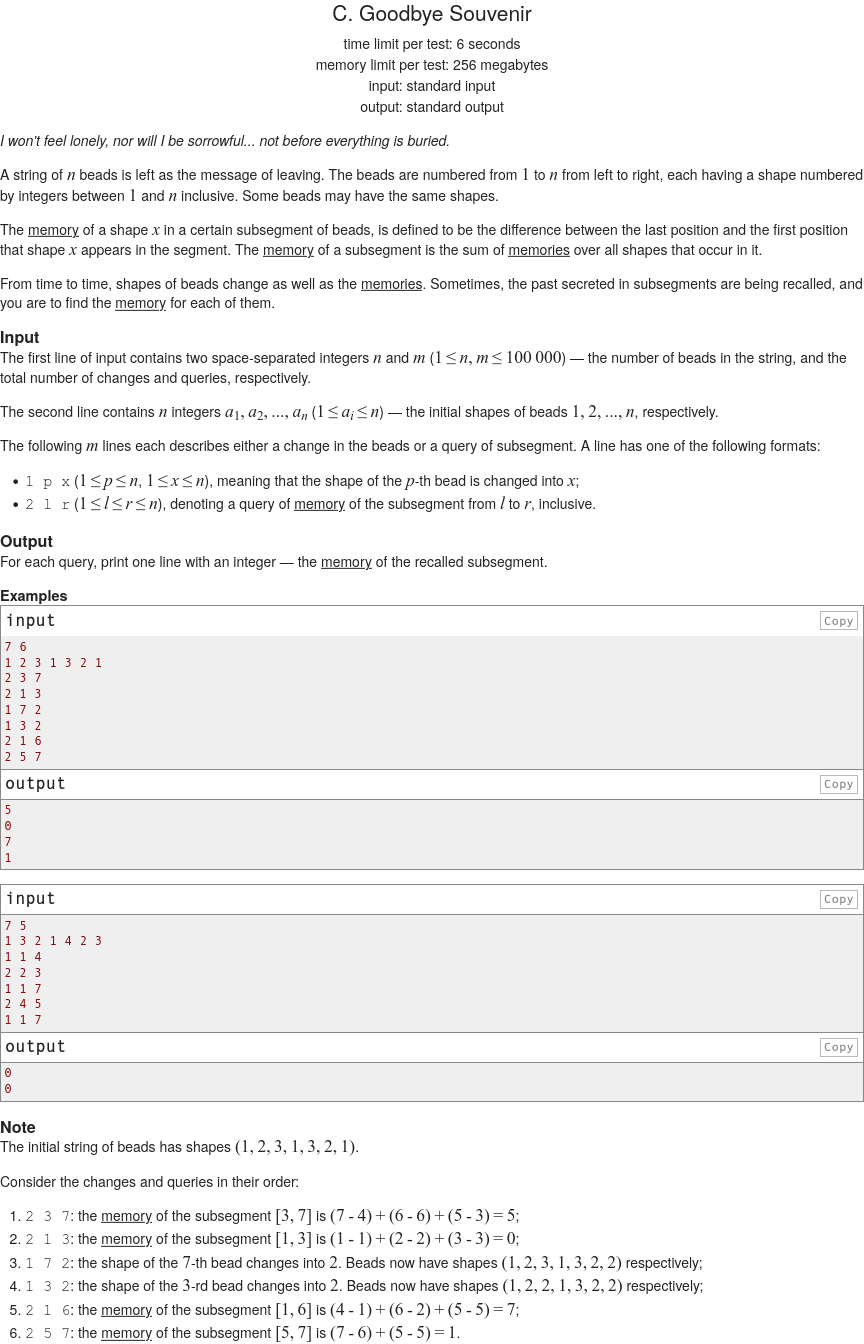 C. Goodbye Souvenir
time limit per test: 6 seconds
memory limit per test: 256 megabytes
input: standard input
output: standard output
I won't feel lonely, nor will I be sorrowful... not before everything is buried.
A string of n beads is left as the message of leaving. The beads are numbered from 1 to n from left to right, each having a shape numbered
by integers between 1 and n inclusive. Some beads may have the same shapes.
The memory of a shape x in a certain subsegment of beads, is defined to be the difference between the last position and the first position
that shape x appears in the segment. The memory of a subsegment is the sum of memories over all shapes that occur in it.
From time to time, shapes of beads change as well as the memories. Sometimes, the past secreted in subsegments are being recalled, and
you are to find the memory for each of them.
Input
The first line of input contains two space-separated integers n and m (1 ≤ n, m ≤ 100 000) — the number of beads in the string, and the
total number of changes and queries, respectively.
The second line contains n integers a1, a2, ..., an (1 ≤ ai ≤ n) — the initial shapes of beads 1, 2, ..., n, respectively.
The following m lines each describes either a change in the beads or a query of subsegment. A line has one of the following formats:
• 1 p x (1 ≤ p ≤ n, 1 ≤ x ≤ n), meaning that the shape of the p-th bead is changed into x;
• 2 l r (1 ≤ l ≤ r ≤ n), denoting a query of memory of the subsegment from l to r, inclusive.
Output
For each query, print one line with an integer — the memory of the recalled subsegment.
Examples
input Copy
7 6
1 2 3 1 3 2 1
2 3 7
2 1 3
1 7 2
1 3 2
2 1 6
2 5 7
output Copy
5
0
7
1
input Copy
7 5
1 3 2 1 4 2 3
1 1 4
2 2 3
1 1 7
2 4 5
1 1 7
output Copy
0
0
Note
The initial string of beads has shapes (1, 2, 3, 1, 3, 2, 1).
Consider the changes and queries in their order:
1. 2 3 7: the memory of the subsegment [3, 7] is (7 - 4) + (6 - 6) + (5 - 3) = 5;
2. 2 1 3: the memory of the subsegment [1, 3] is (1 - 1) + (2 - 2) + (3 - 3) = 0;
3. 1 7 2: the shape of the 7-th bead changes into 2. Beads now have shapes (1, 2, 3, 1, 3, 2, 2) respectively;
4. 1 3 2: the shape of the 3-rd bead changes into 2. Beads now have shapes (1, 2, 2, 1, 3, 2, 2) respectively;
5. 2 1 6: the memory of the subsegment [1, 6] is (4 - 1) + (6 - 2) + (5 - 5) = 7;
6. 2 5 7: the memory of the subsegment [5, 7] is (7 - 6) + (5 - 5) = 1.